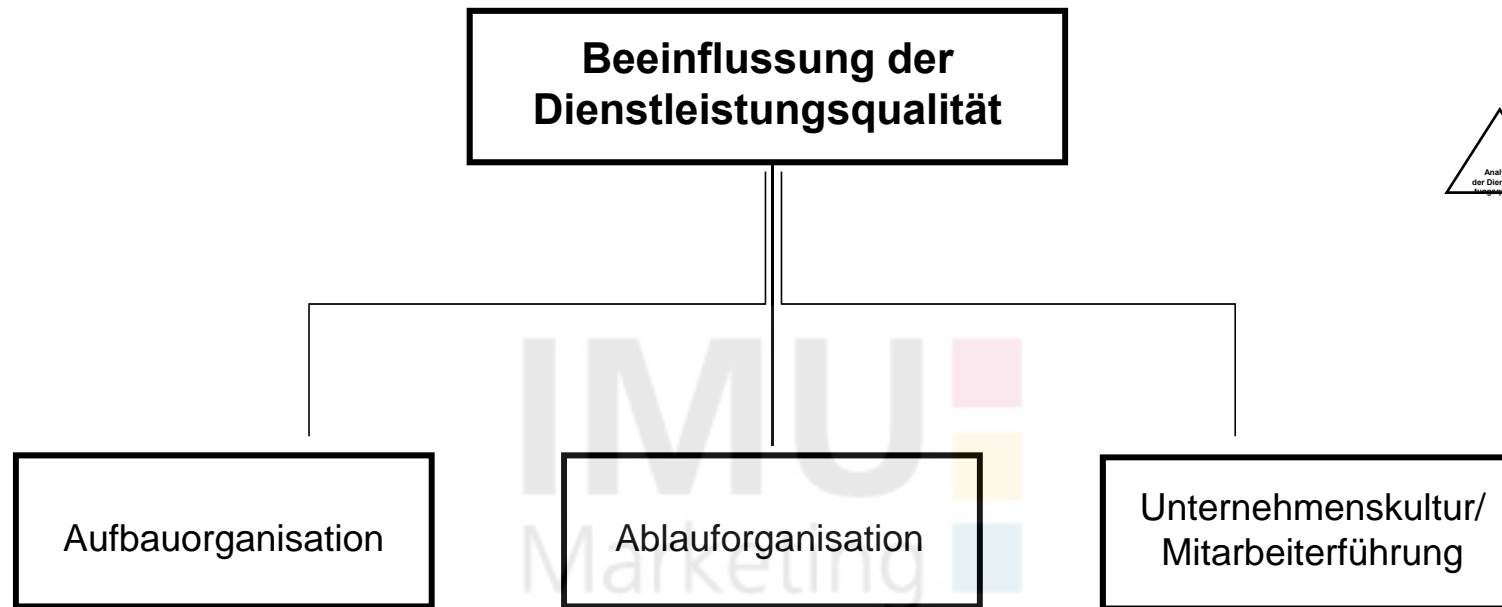 Beeinflussung der
Dienstleistungsqualität
IMU
Marketing
Aufbauorganisation
Ablauforganisation
Unternehmenskultur/
Mitarbeiterführung